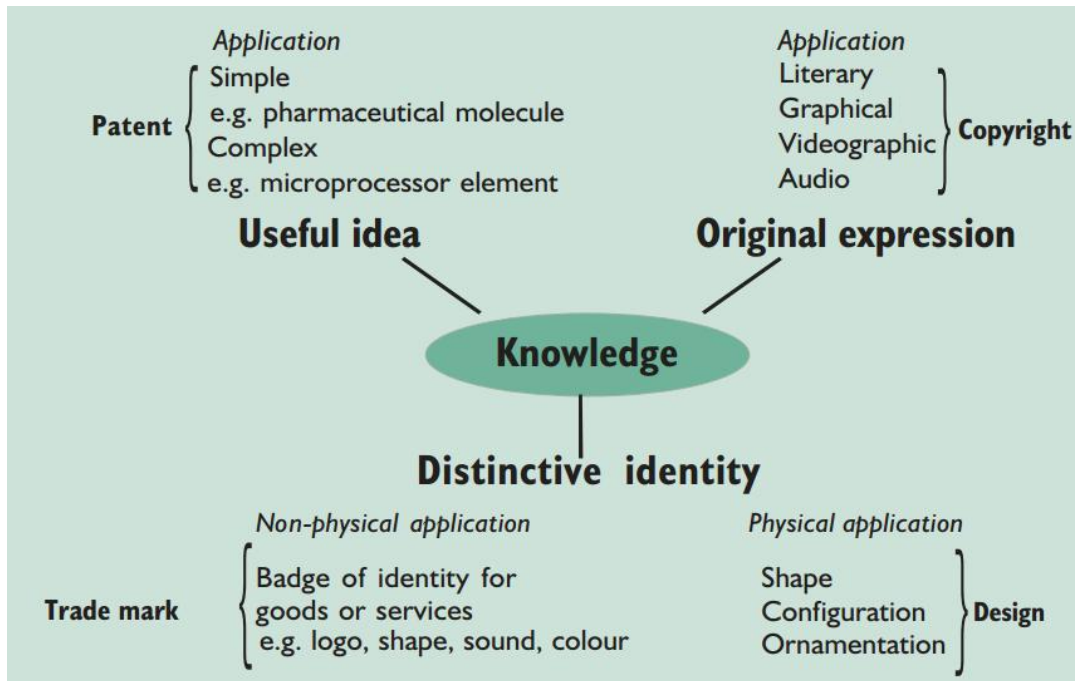 Application
Simple
e.g. pharmaceutical molecule
Complex
e.g. microprocessor element
Patent
Useful idea
Application
Literary
Graphical
Videographic
Audio
Copyright
Original expression
Knowledge
Distinctive identity
Non-physical application
Badge of identity for
goods or services
e.g. logo, shape, sound, colour
Trade mark
Physical application
Shape
Configuration
Ornamentation
Design